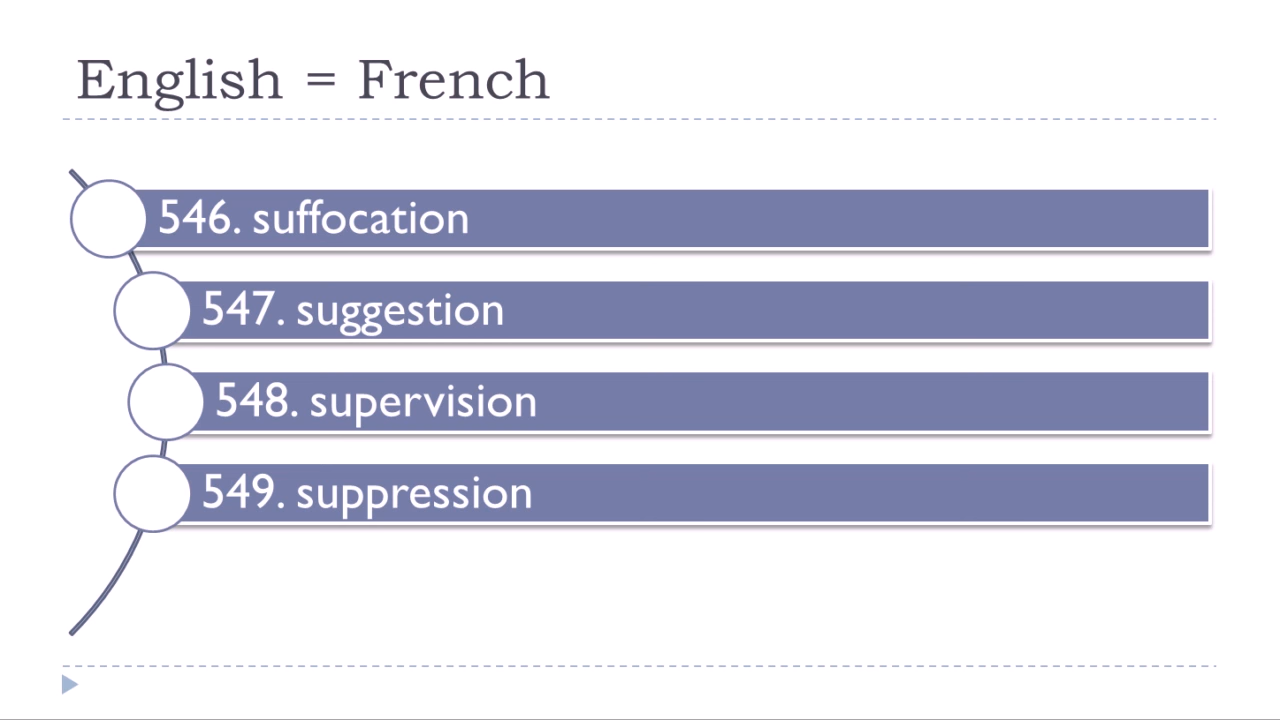 English = French
546. suffocation
547. suggestion
548. supervision
549. suppression